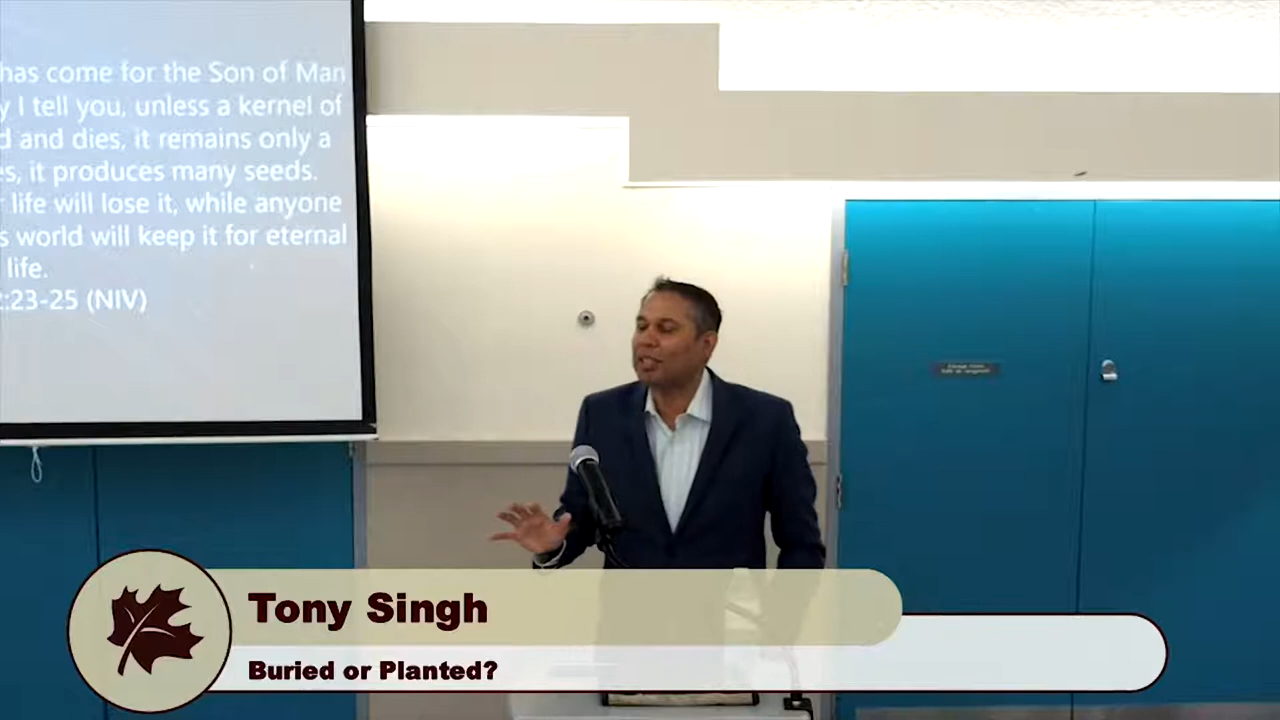 has come for the Son of Man
y I tell you, unless a kernel of
d and dies, it remains only a
es, it produces many seeds.
r life will lose it, while anyone
s world will keep it for eternal
life.
2:23-25 (NIV)
Tony Singh
Buried or Planted?